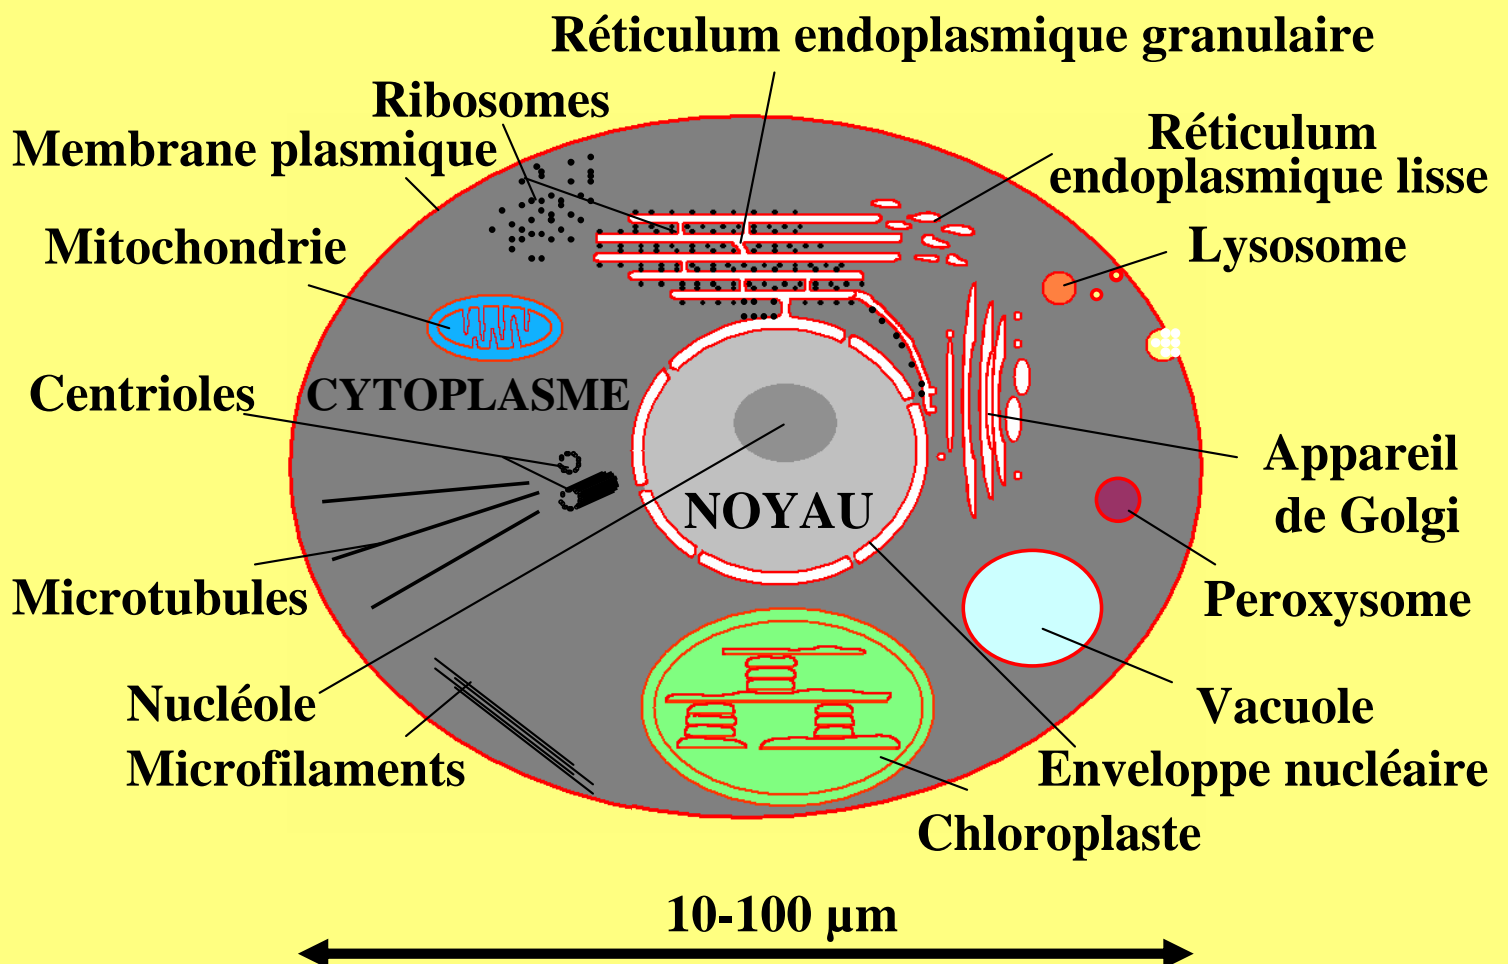 Réticulum endoplasmique granulaire
Ribosomes
Membrane plasmique
Réticulum
endoplasmique lisse
Mitochondrie
Lysosome
Centrioles
CYTOPLASME
Appareil
de Golgi
NOYAU
Microtubules
Peroxysome
Nucléole
Vacuole
Microfilaments
Enveloppe nucléaire
Chloroplaste
10-100 µm